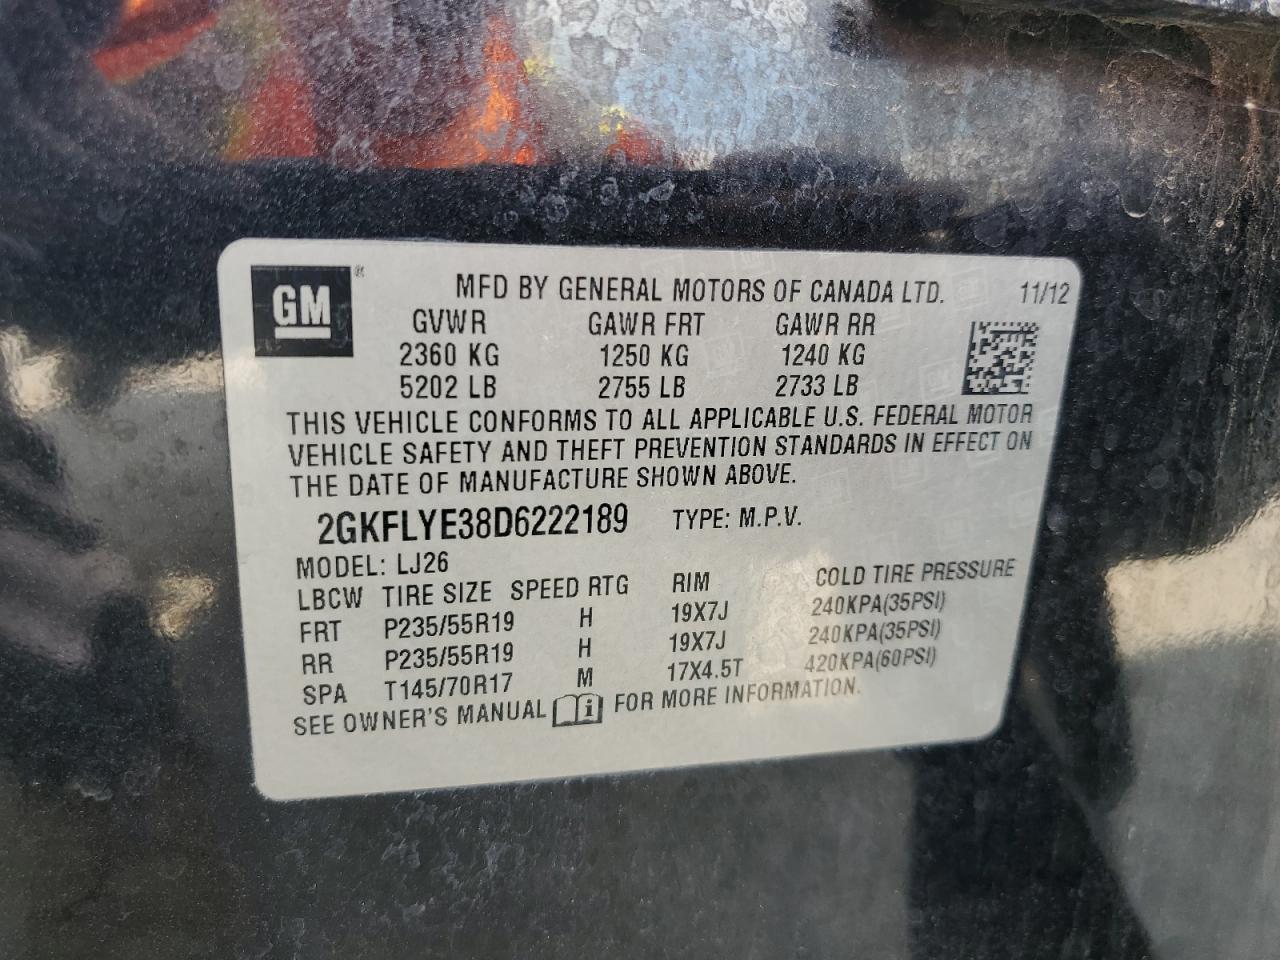 GM ®
MFD BY GENERAL MOTORS OF CANADA LTD. 11/12
GVWR GAWR FRT GAWR RR
2360 KG 1250 KG 1240 KG
5202 LB 2755 LB 2733 LB
THIS VEHICLE CONFORMS TO ALL APPLICABLE U.S. FEDERAL MOTOR
VEHICLE SAFETY AND THEFT PREVENTION STANDARDS IN EFFECT ON
THE DATE OF MANUFACTURE SHOWN ABOVE.
2GKFLYE38D6222189 TYPE: M.P.V.
MODEL: LJ26
LBCW TIRE SIZE SPEED RTG RIM COLD TIRE PRESSURE
FRT P235/55R19 H 19X7J 240KPA(35PSI)
RR P235/55R19 H 19X7J 240KPA(35PSI)
SPA T145/70R17 M 17X4.5T 420KPA(60PSI)
SEE OWNER'S MANUAL i FOR MORE INFORMATION.